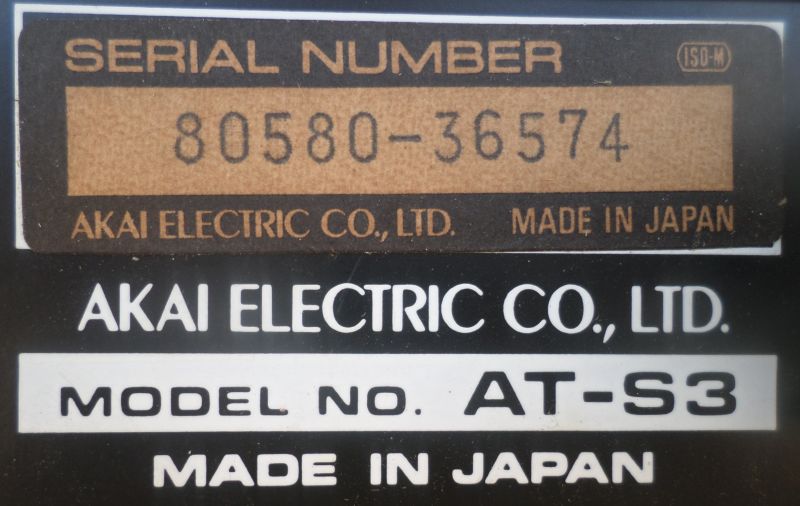 SERIAL NUMBER ISO-M
80580-36574
AKAI ELECTRIC CO., LTD. MADE IN JAPAN
AKAI ELECTRIC CO., LTD.
MODEL NO. AT-S3
MADE IN JAPAN